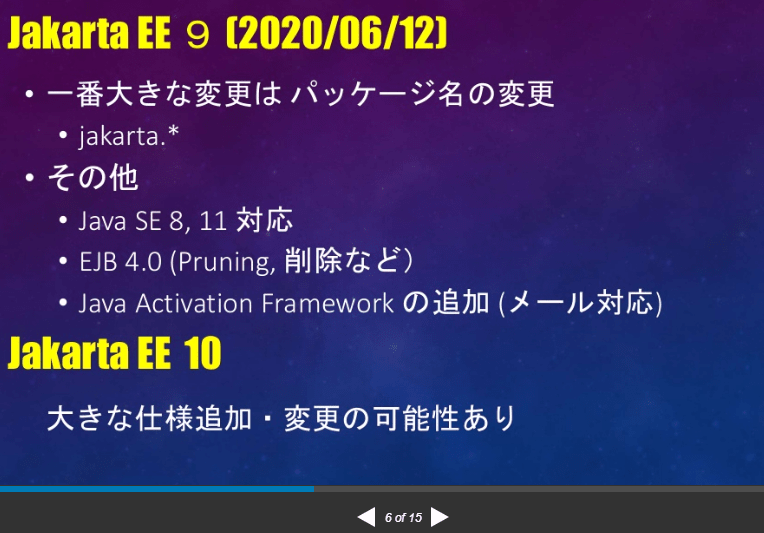 Jakarta EE ９ (2020/06/12)
• 一番大きな変更は パッケージ名の変更
• jakarta.*
• その他
• Java SE 8, 11 対応
• EJB 4.0 (Pruning, 削除など）
• Java Activation Framework の追加 (メール対応)
Jakarta EE 10
大きな仕様追加・変更の可能性あり
6 of 15